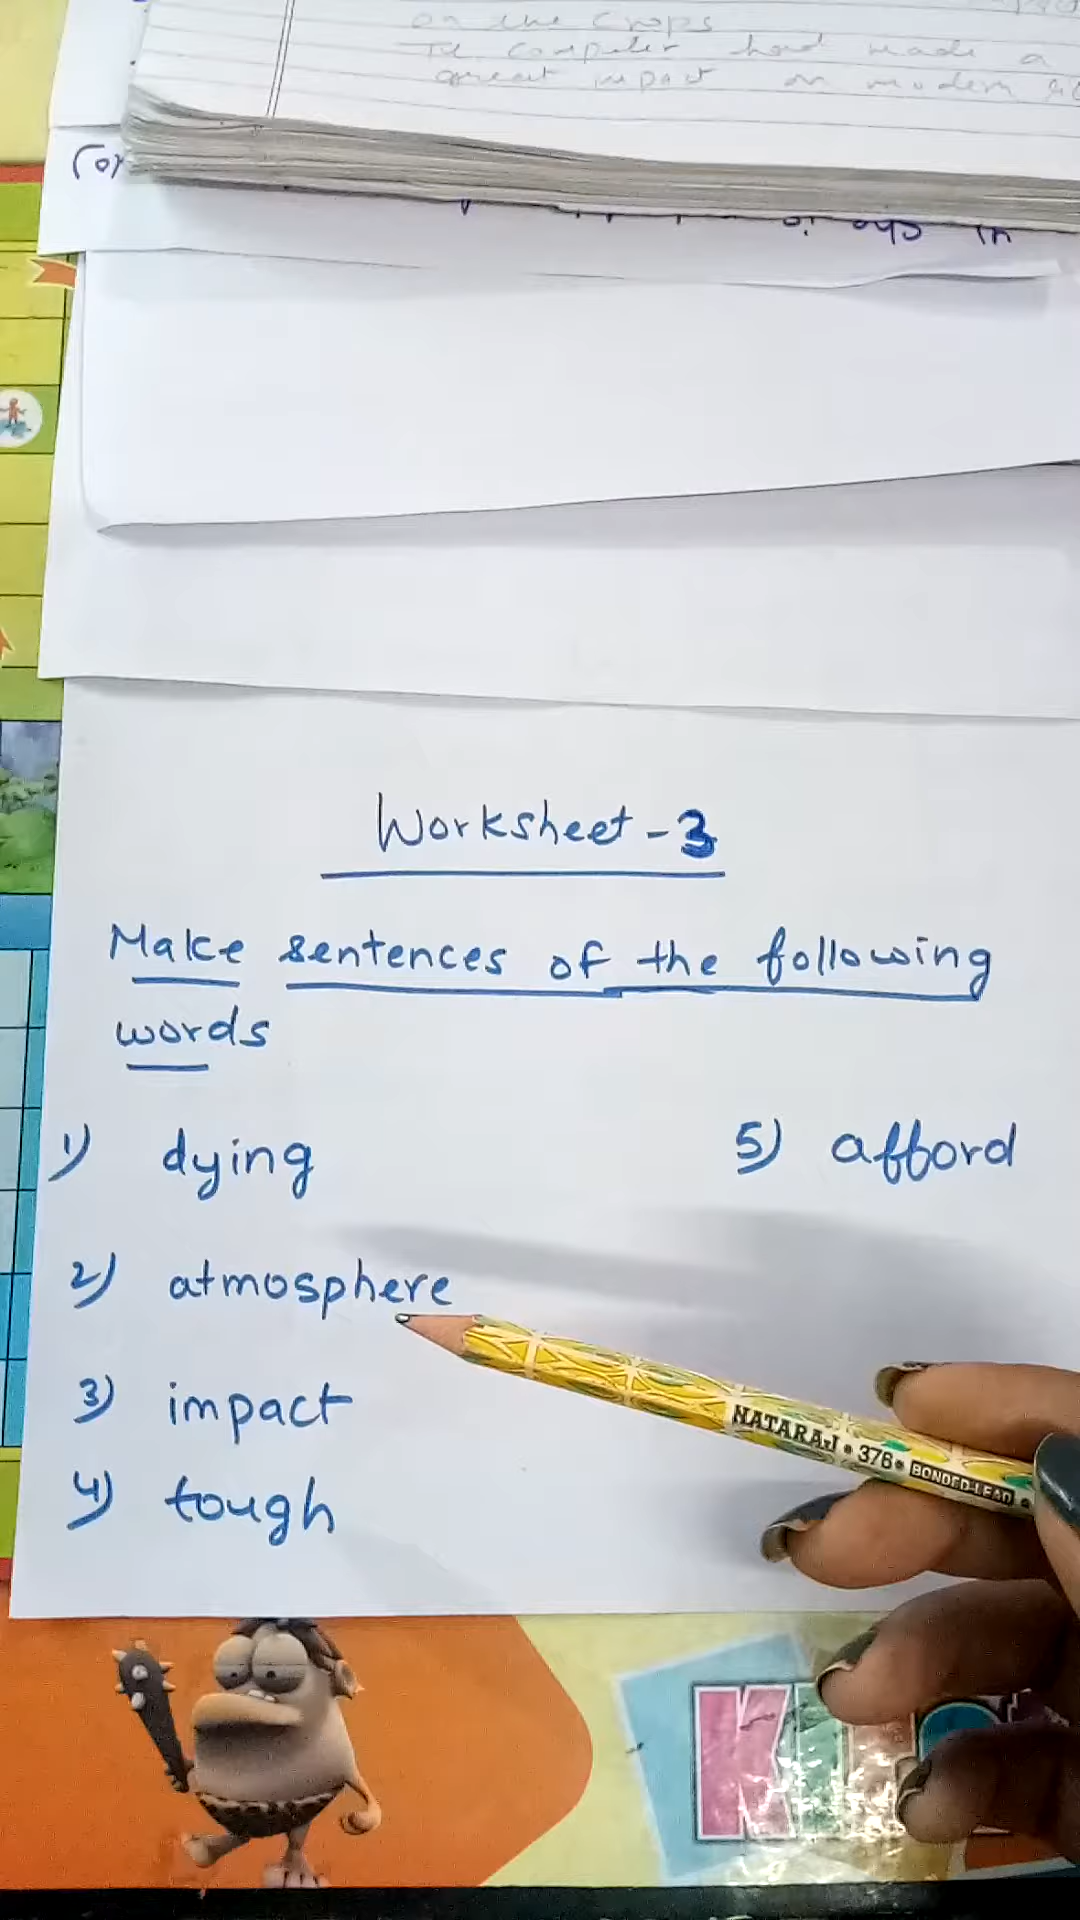 on the crops
The computer had made a
great impact on modern
Worksheet-3
Make sentences of the following
words
1) dying
5) afford
2) atmosphere
3) impact
4) tough
NATARAJ • 376 • BONDED LEAD